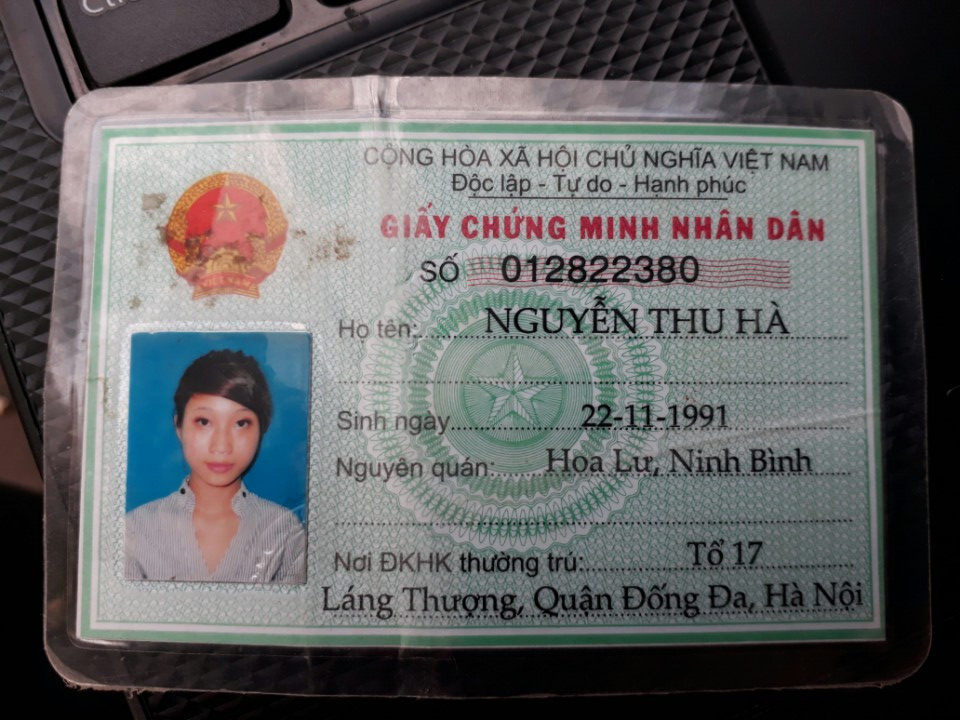 CỘNG HÒA XÃ HỘI CHỦ NGHĨA VIỆT NAM
Độc lập - Tự do - Hạnh phúc
GIẤY CHỨNG MINH NHÂN DÂN
SỐ 012822380
Họ tên: NGUYỄN THU HÀ
Sinh ngày 22-11-1991
Nguyên quán: Hoa Lư, Ninh Bình
Nơi ĐKHK thường trú: Tổ 17
Láng Thượng, Quận Đống Đa, Hà Nội